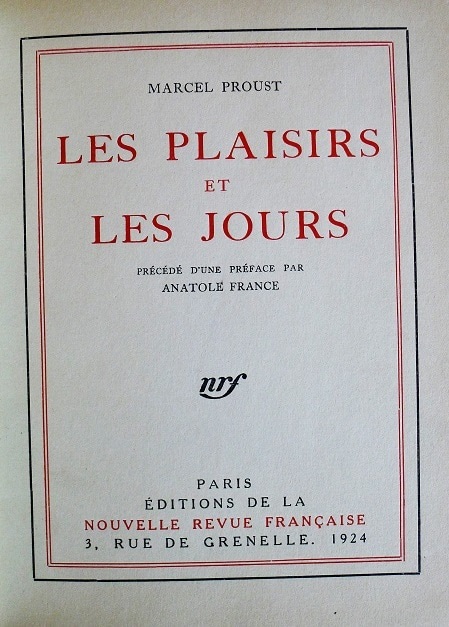 MARCEL PROUST
LES PLAISIRS
ET
LES JOURS
PRÉCÉDÉ D'UNE PRÉFACE PAR
ANATOLE FRANCE
nrf
PARIS
ÉDITIONS DE LA
NOUVELLE REVUE FRANÇAISE
3, RUE DE GRENELLE. 1924